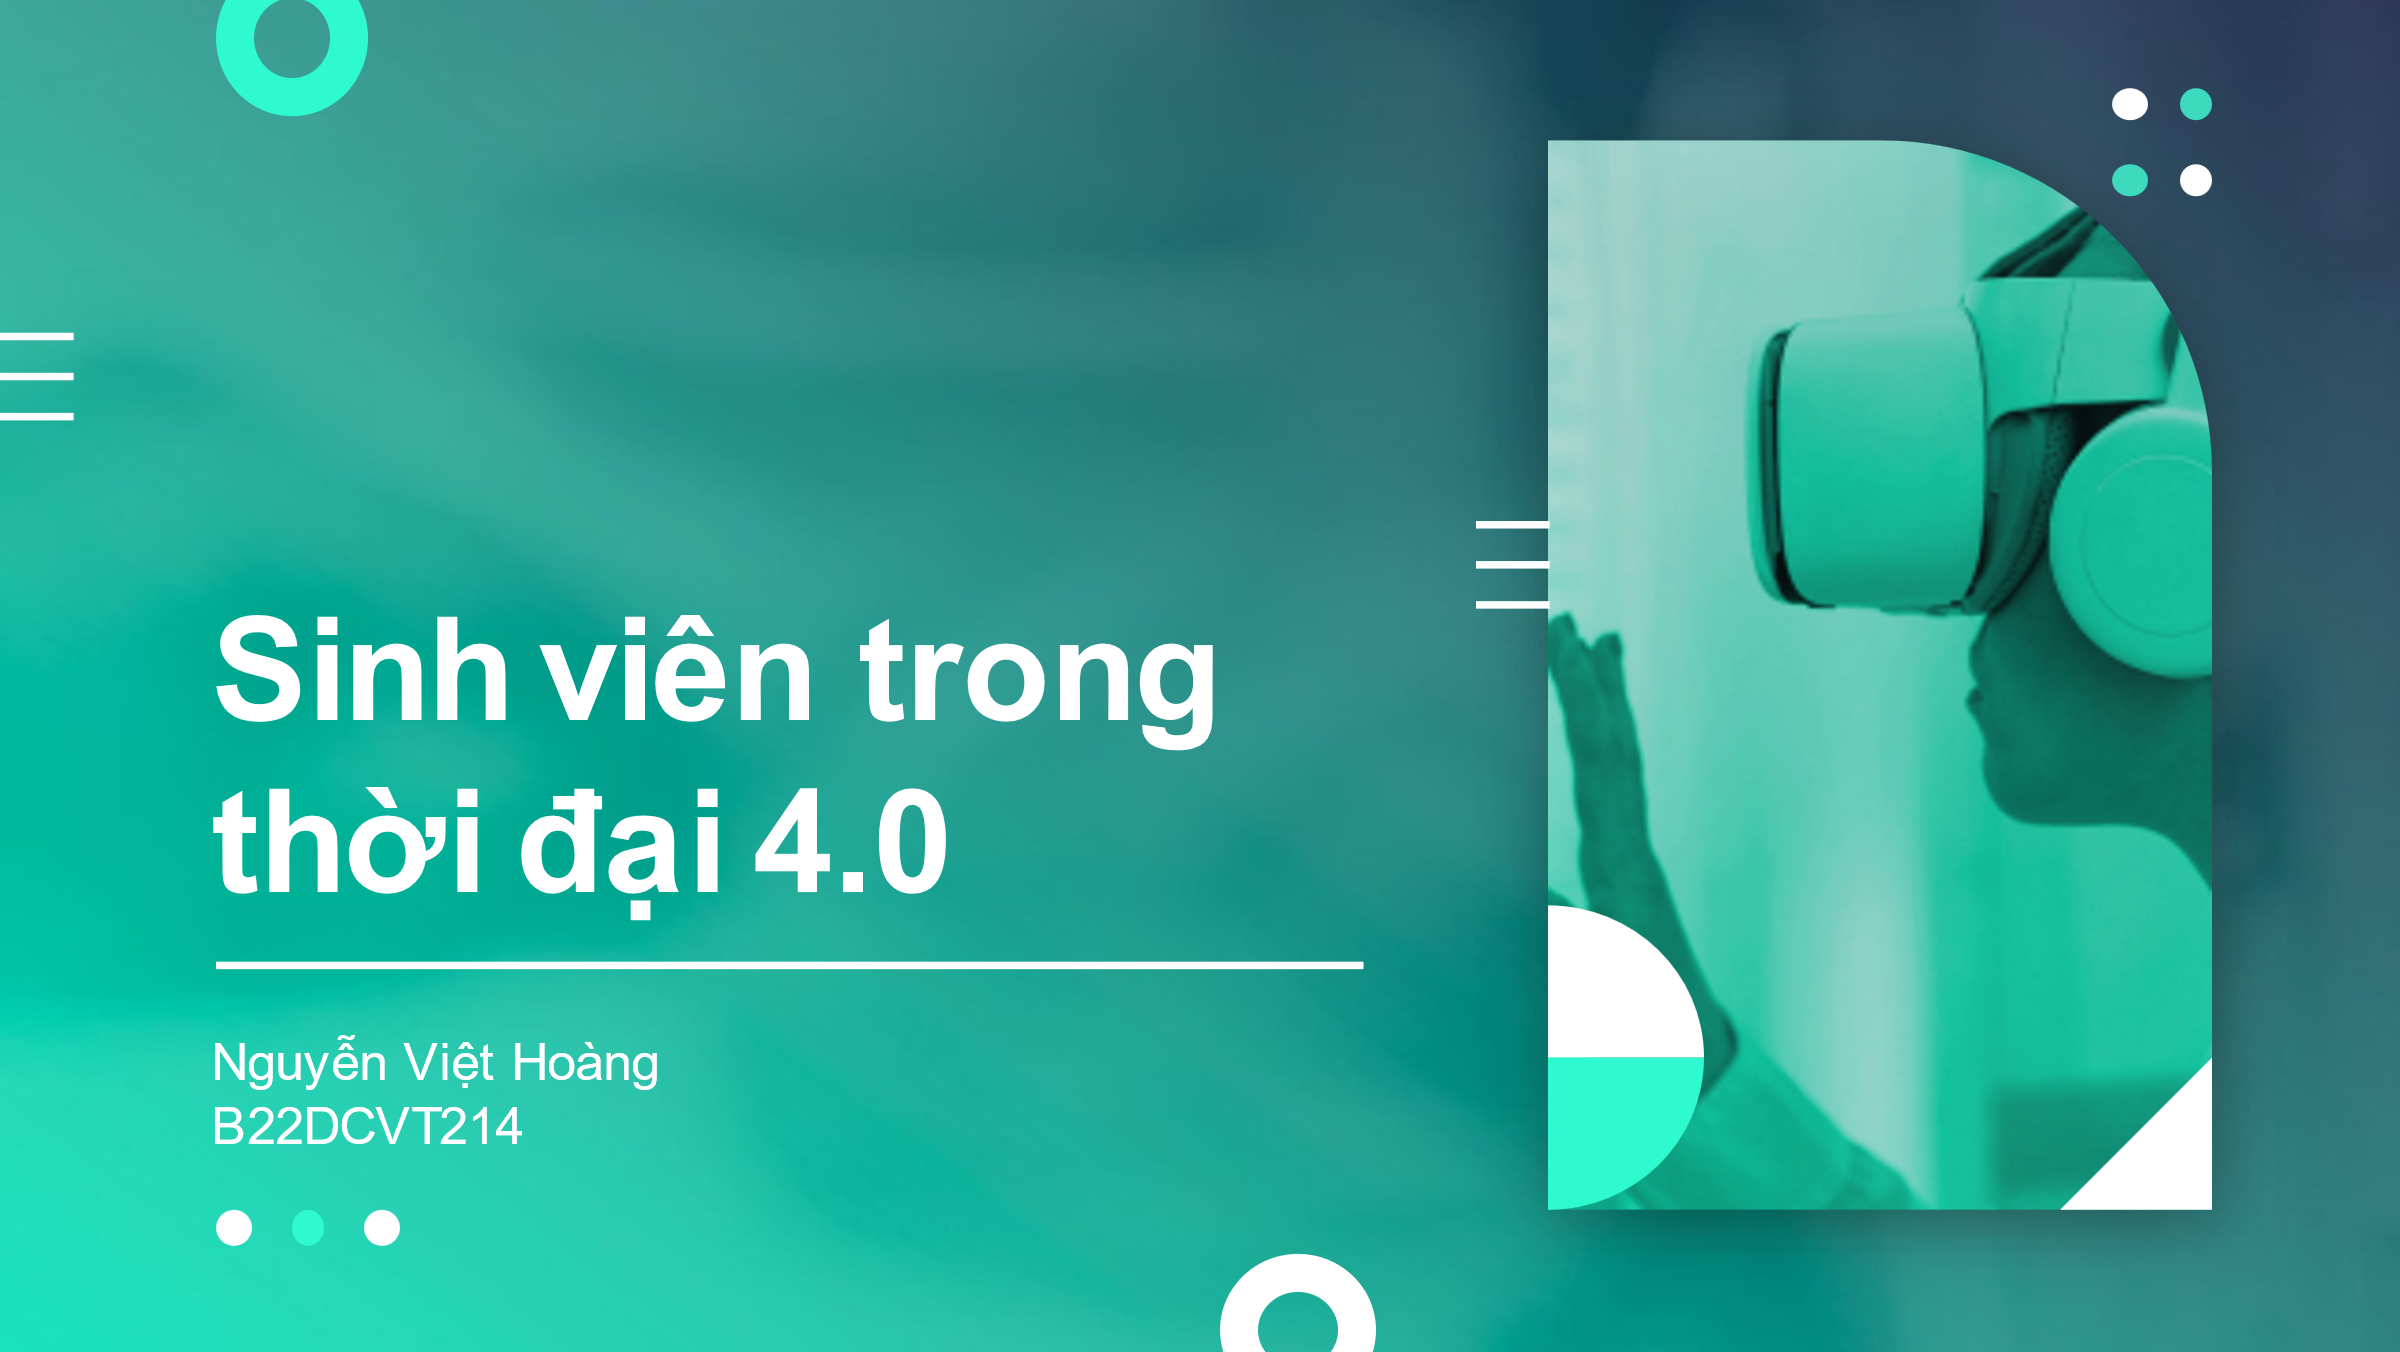 Sinh viên trong
thời đại 4.0
Nguyễn Việt Hoàng
B22DCVT214